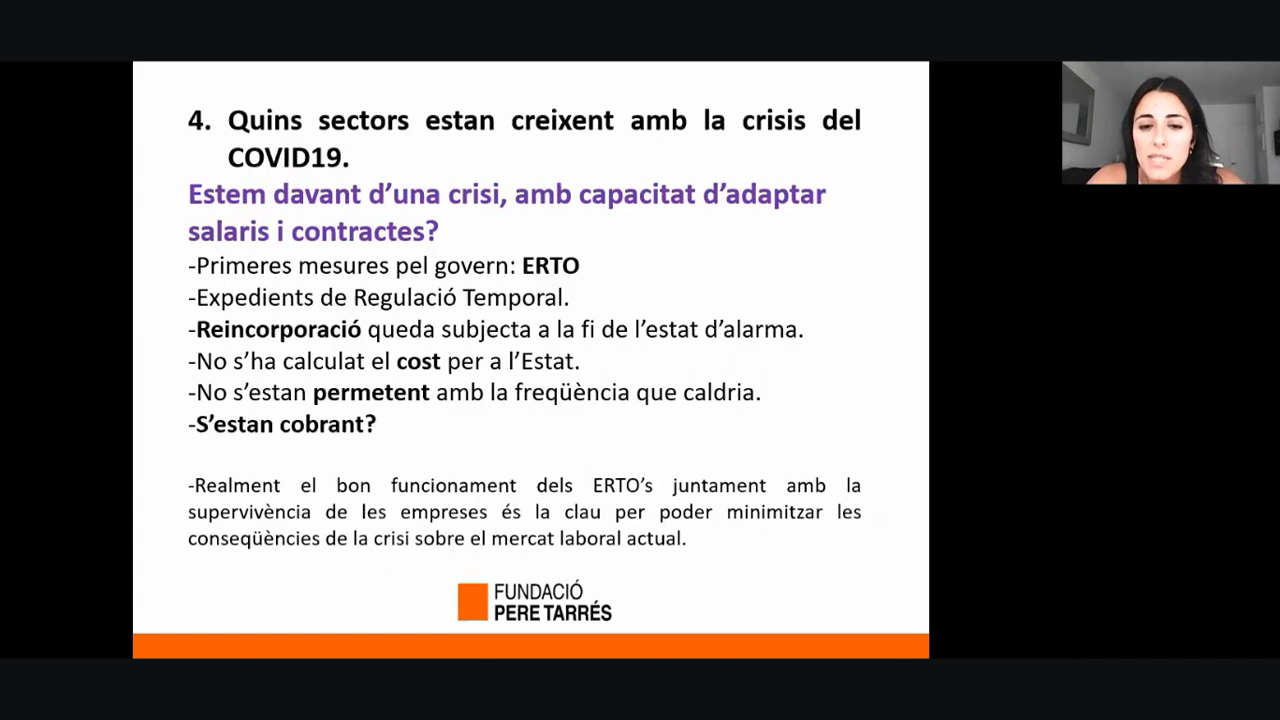 4. Quins sectors estan creixent amb la crisis del
COVID19.
Estem davant d’una crisi, amb capacitat d’adaptar
salaris i contractes?
-Primeres mesures pel govern: ERTO
-Expedients de Regulació Temporal.
-Reincorporació queda subjecta a la fi de l’estat d’alarma.
-No s’ha calculat el cost per a l’Estat.
-No s’estan permetent amb la freqüència que caldria.
-S’estan cobrant?
-Realment el bon funcionament dels ERTO’s juntament amb la
supervivència de les empreses és la clau per poder minimitzar les
conseqüències de la crisi sobre el mercat laboral actual.
FUNDACIÓ
PERE TARRÉS